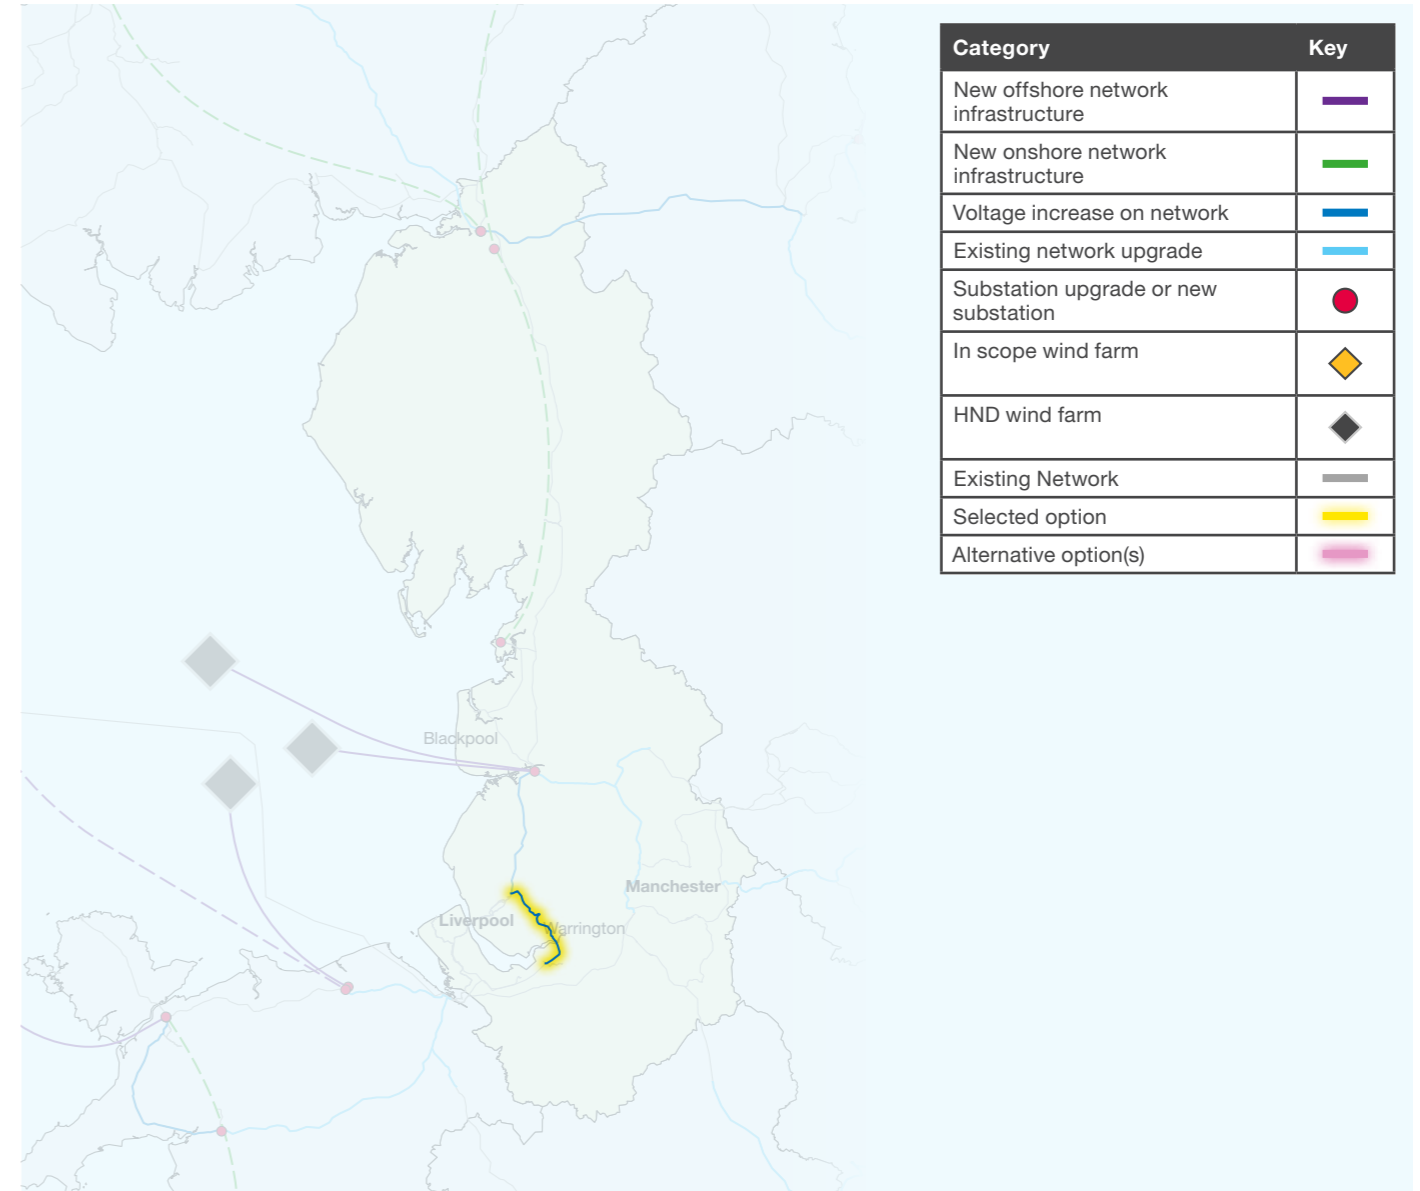 Category Key
New offshore network
infrastructure
New onshore network
infrastructure
Voltage increase on network
Existing network upgrade
Substation upgrade or new
substation
In scope wind farm
HND wind farm
Existing Network
Selected option
Alternative option(s)
Blackpool
Manchester
Liverpool
Warrington